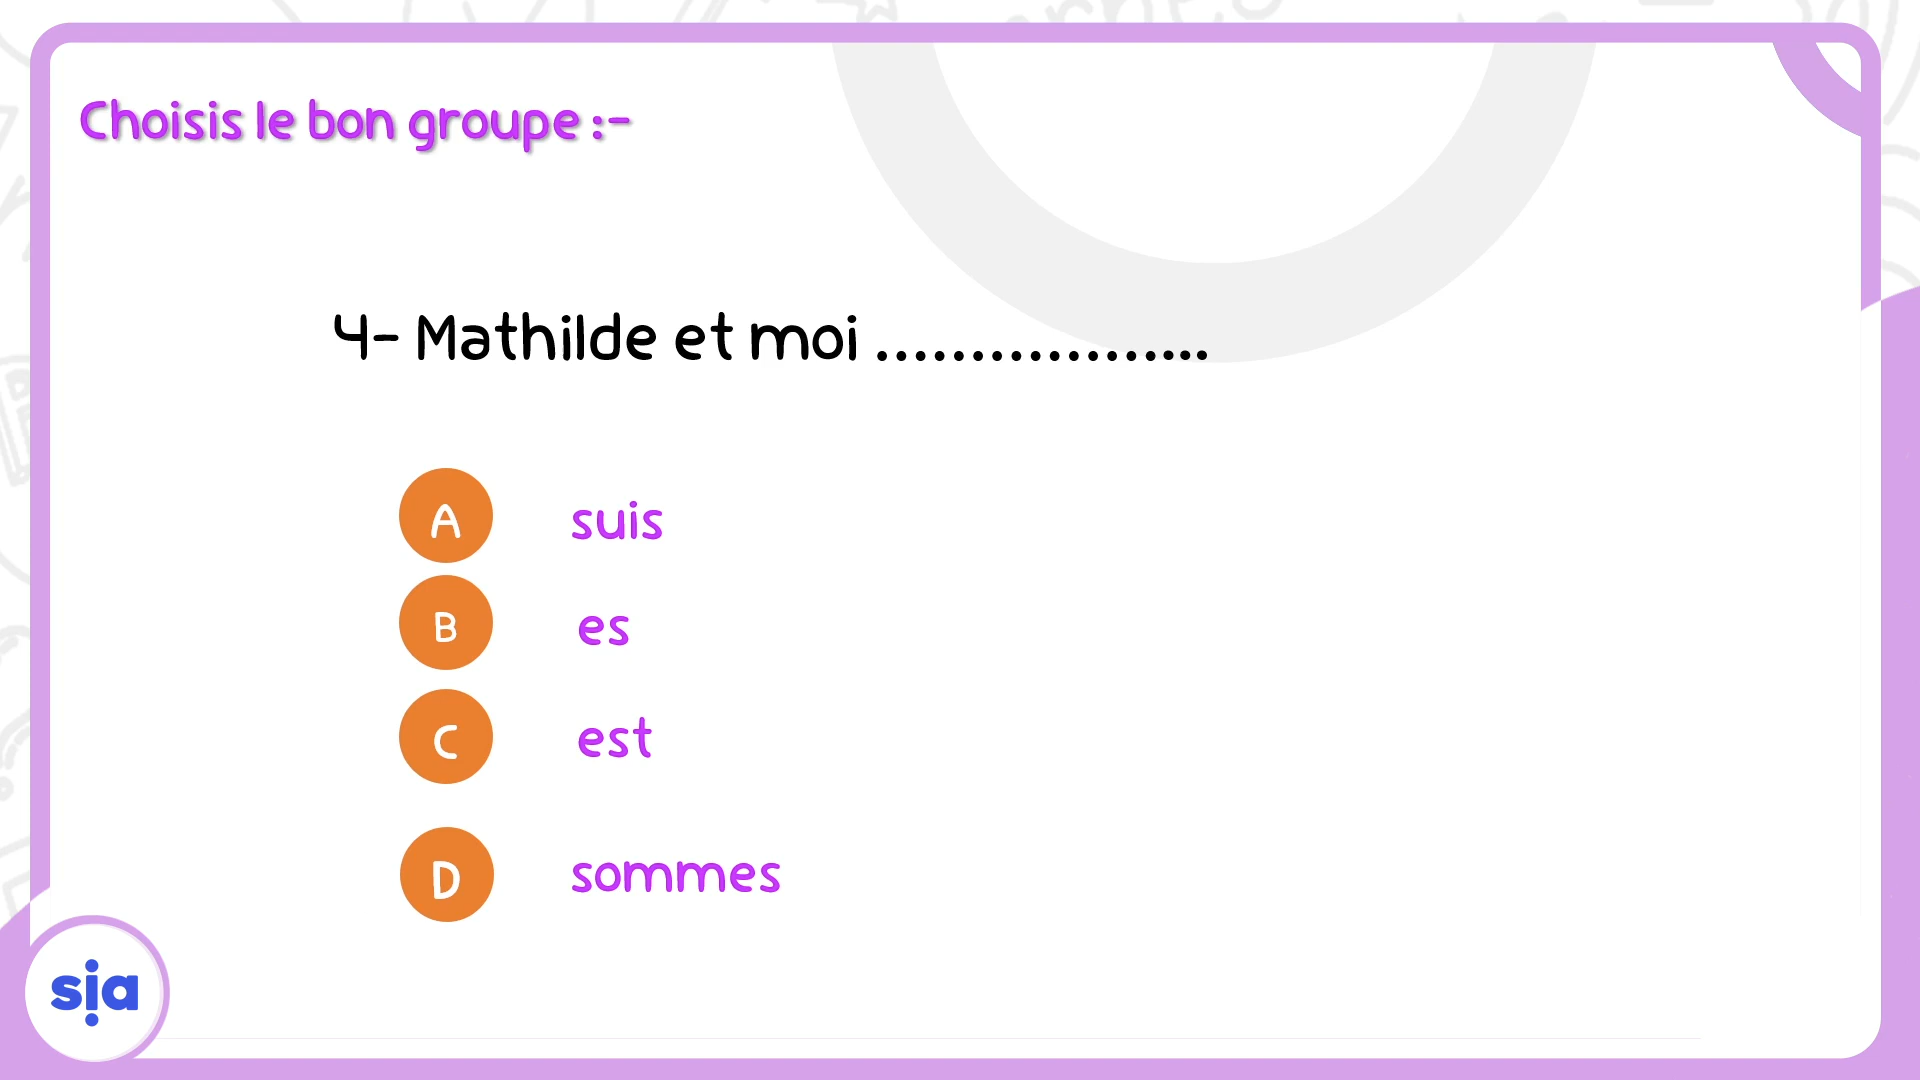 Choisis le bon groupe :-
4- Mathilde et moi ..................
A suis
B es
C est
D sommes
sia